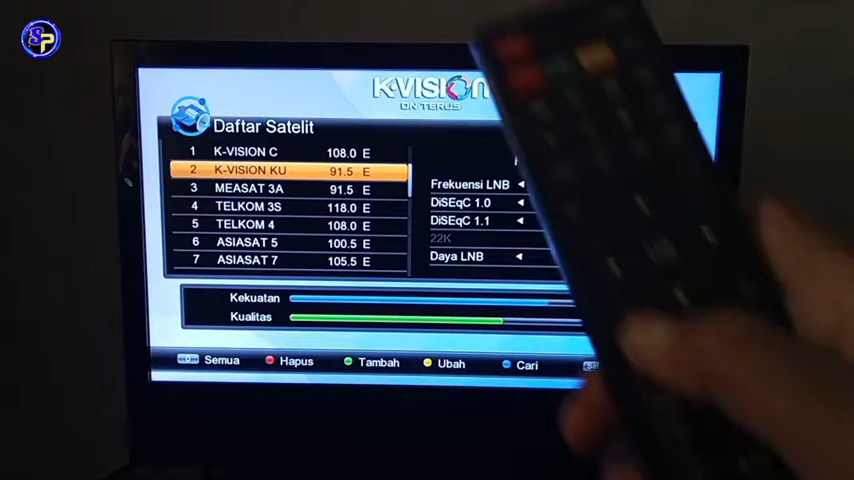 SP
K-VISION
ON TERUS
Daftar Satelit
1 K-VISION C 108.0 E
2 K-VISION KU 91.5 E
3 MEASAT 3A 91.5 E
4 TELKOM 3S 118.0 E
5 TELKOM 4 108.0 E
6 ASIASAT 5 100.5 E
7 ASIASAT 7 105.5 E
Frekuensi LNB
DiSEqC 1.0
DiSEqC 1.1
22K
Daya LNB
Kekuatan
Kualitas
0 Semua Hapus Tambah Ubah Cari